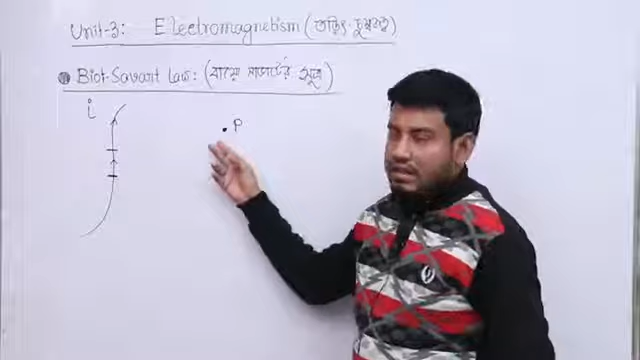 Unit-3: Electromagnetism (তড়িৎ চুম্বকত্ব)
Biot-Savart Law: (বায়ো সাভার্টের সূত্র)
i
P